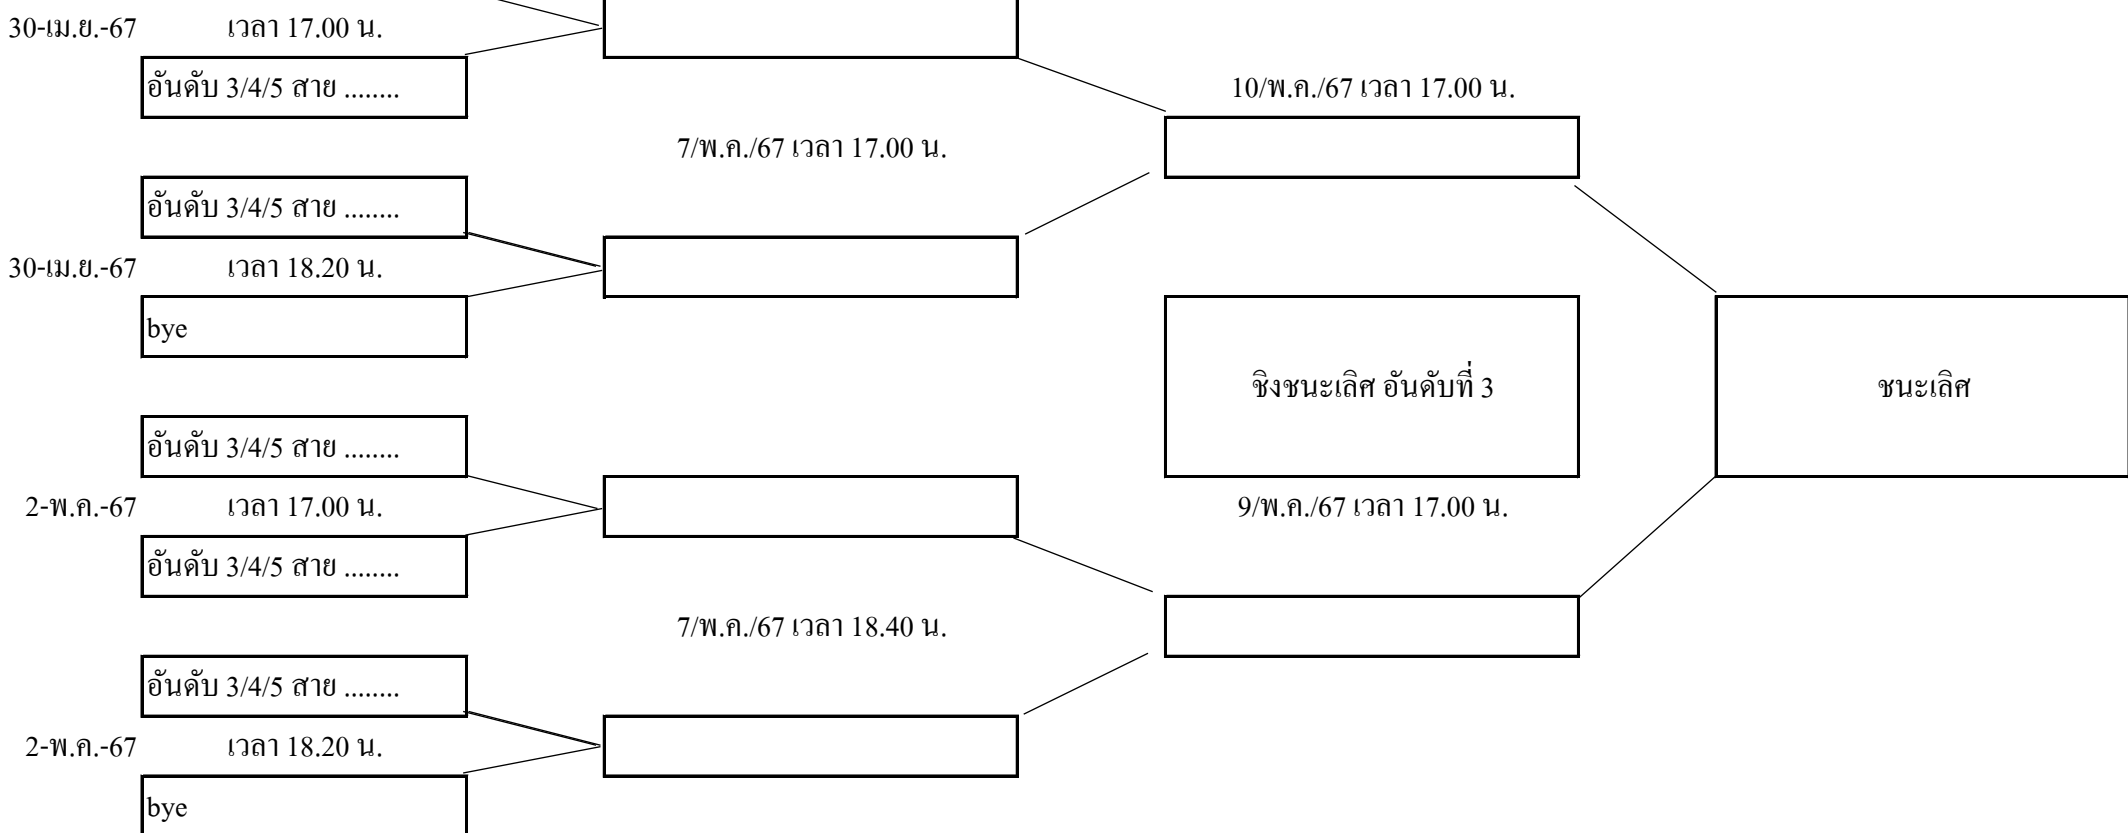 30-เม.ย.-67 เวลา 17.00 น.
อันดับ 3/4/5 สาย ........
10/พ.ค./67 เวลา 17.00 น.
7/พ.ค./67 เวลา 17.00 น.
อันดับ 3/4/5 สาย ........
30-เม.ย.-67 เวลา 18.20 น.
bye
ชิงชนะเลิศ อันดับที่ 3
ชนะเลิศ
อันดับ 3/4/5 สาย ........
2-พ.ค.-67 เวลา 17.00 น.
9/พ.ค./67 เวลา 17.00 น.
อันดับ 3/4/5 สาย ........
7/พ.ค./67 เวลา 18.40 น.
อันดับ 3/4/5 สาย ........
2-พ.ค.-67 เวลา 18.20 น.
bye